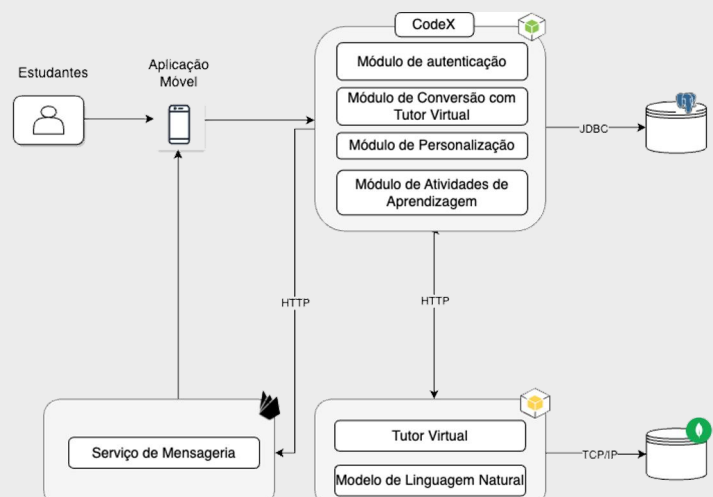 CodeX
Estudantes
Aplicação
Móvel
Módulo de autenticação
Módulo de Conversão com
Tutor Virtual
Módulo de Personalização
Módulo de Atividades de
Aprendizagem
JDBC
HTTP
HTTP
Serviço de Mensageria
Tutor Virtual
Modelo de Linguagem Natural
TCP/IP